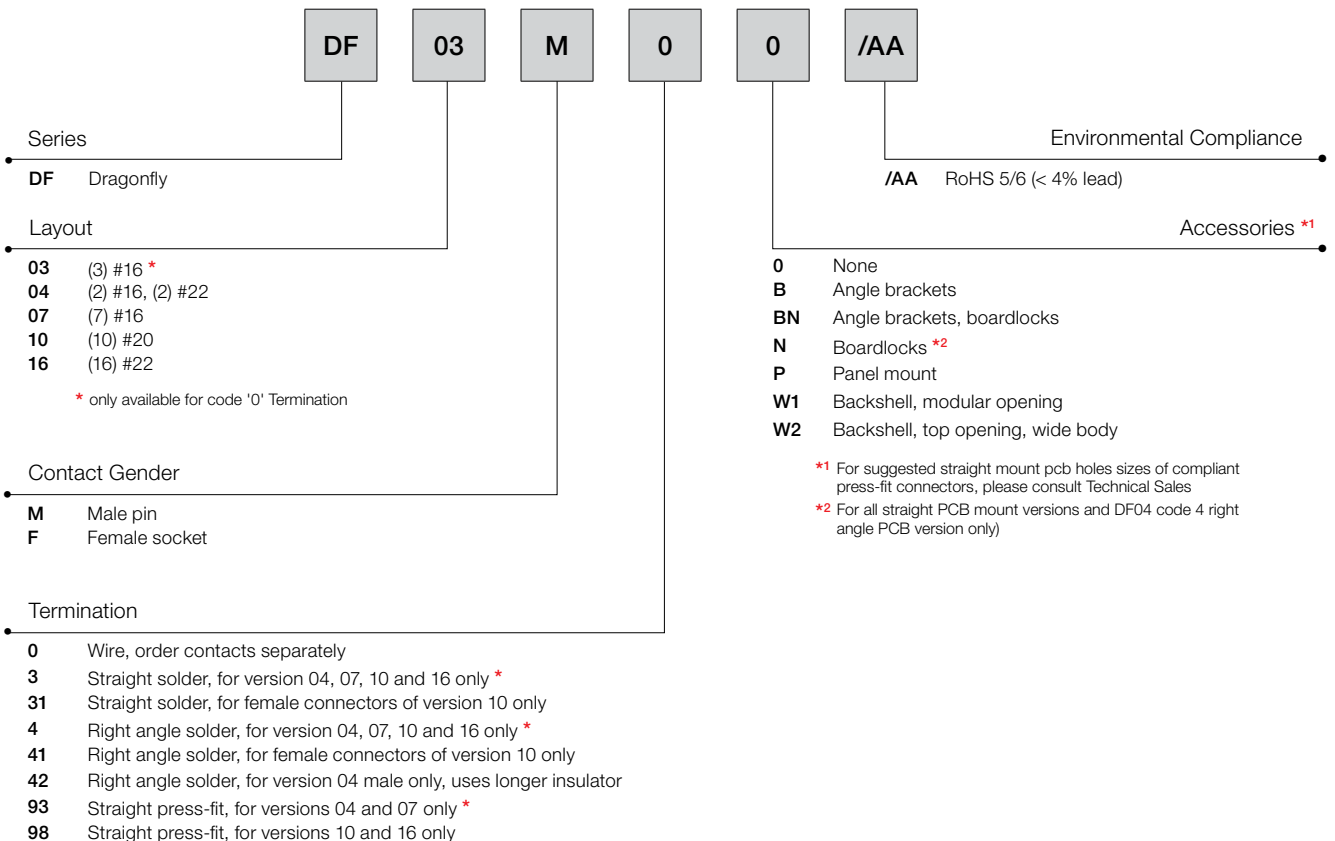 DF 03 M 0 0 /AA
Series
DF Dragonfly
Layout
03 (3) #16 *
04 (2) #16, (2) #22
07 (7) #16
10 (10) #20
16 (16) #22
* only available for code '0' Termination
Contact Gender
M Male pin
F Female socket
Termination
0 Wire, order contacts separately
3 Straight solder, for version 04, 07, 10 and 16 only *
31 Straight solder, for female connectors of version 10 only
4 Right angle solder, for version 04, 07, 10 and 16 only *
41 Right angle solder, for female connectors of version 10 only
42 Right angle solder, for version 04 male only, uses longer insulator
93 Straight press-fit, for versions 04 and 07 only *
98 Straight press-fit, for versions 10 and 16 only
Environmental Compliance
/AA RoHS 5/6 (< 4% lead)
Accessories *1
0 None
B Angle brackets
BN Angle brackets, boardlocks
N Boardlocks *2
P Panel mount
W1 Backshell, modular opening
W2 Backshell, top opening, wide body
*1 For suggested straight mount pcb holes sizes of compliant
press-fit connectors, please consult Technical Sales
*2 For all straight PCB mount versions and DF04 code 4 right
angle PCB version only)